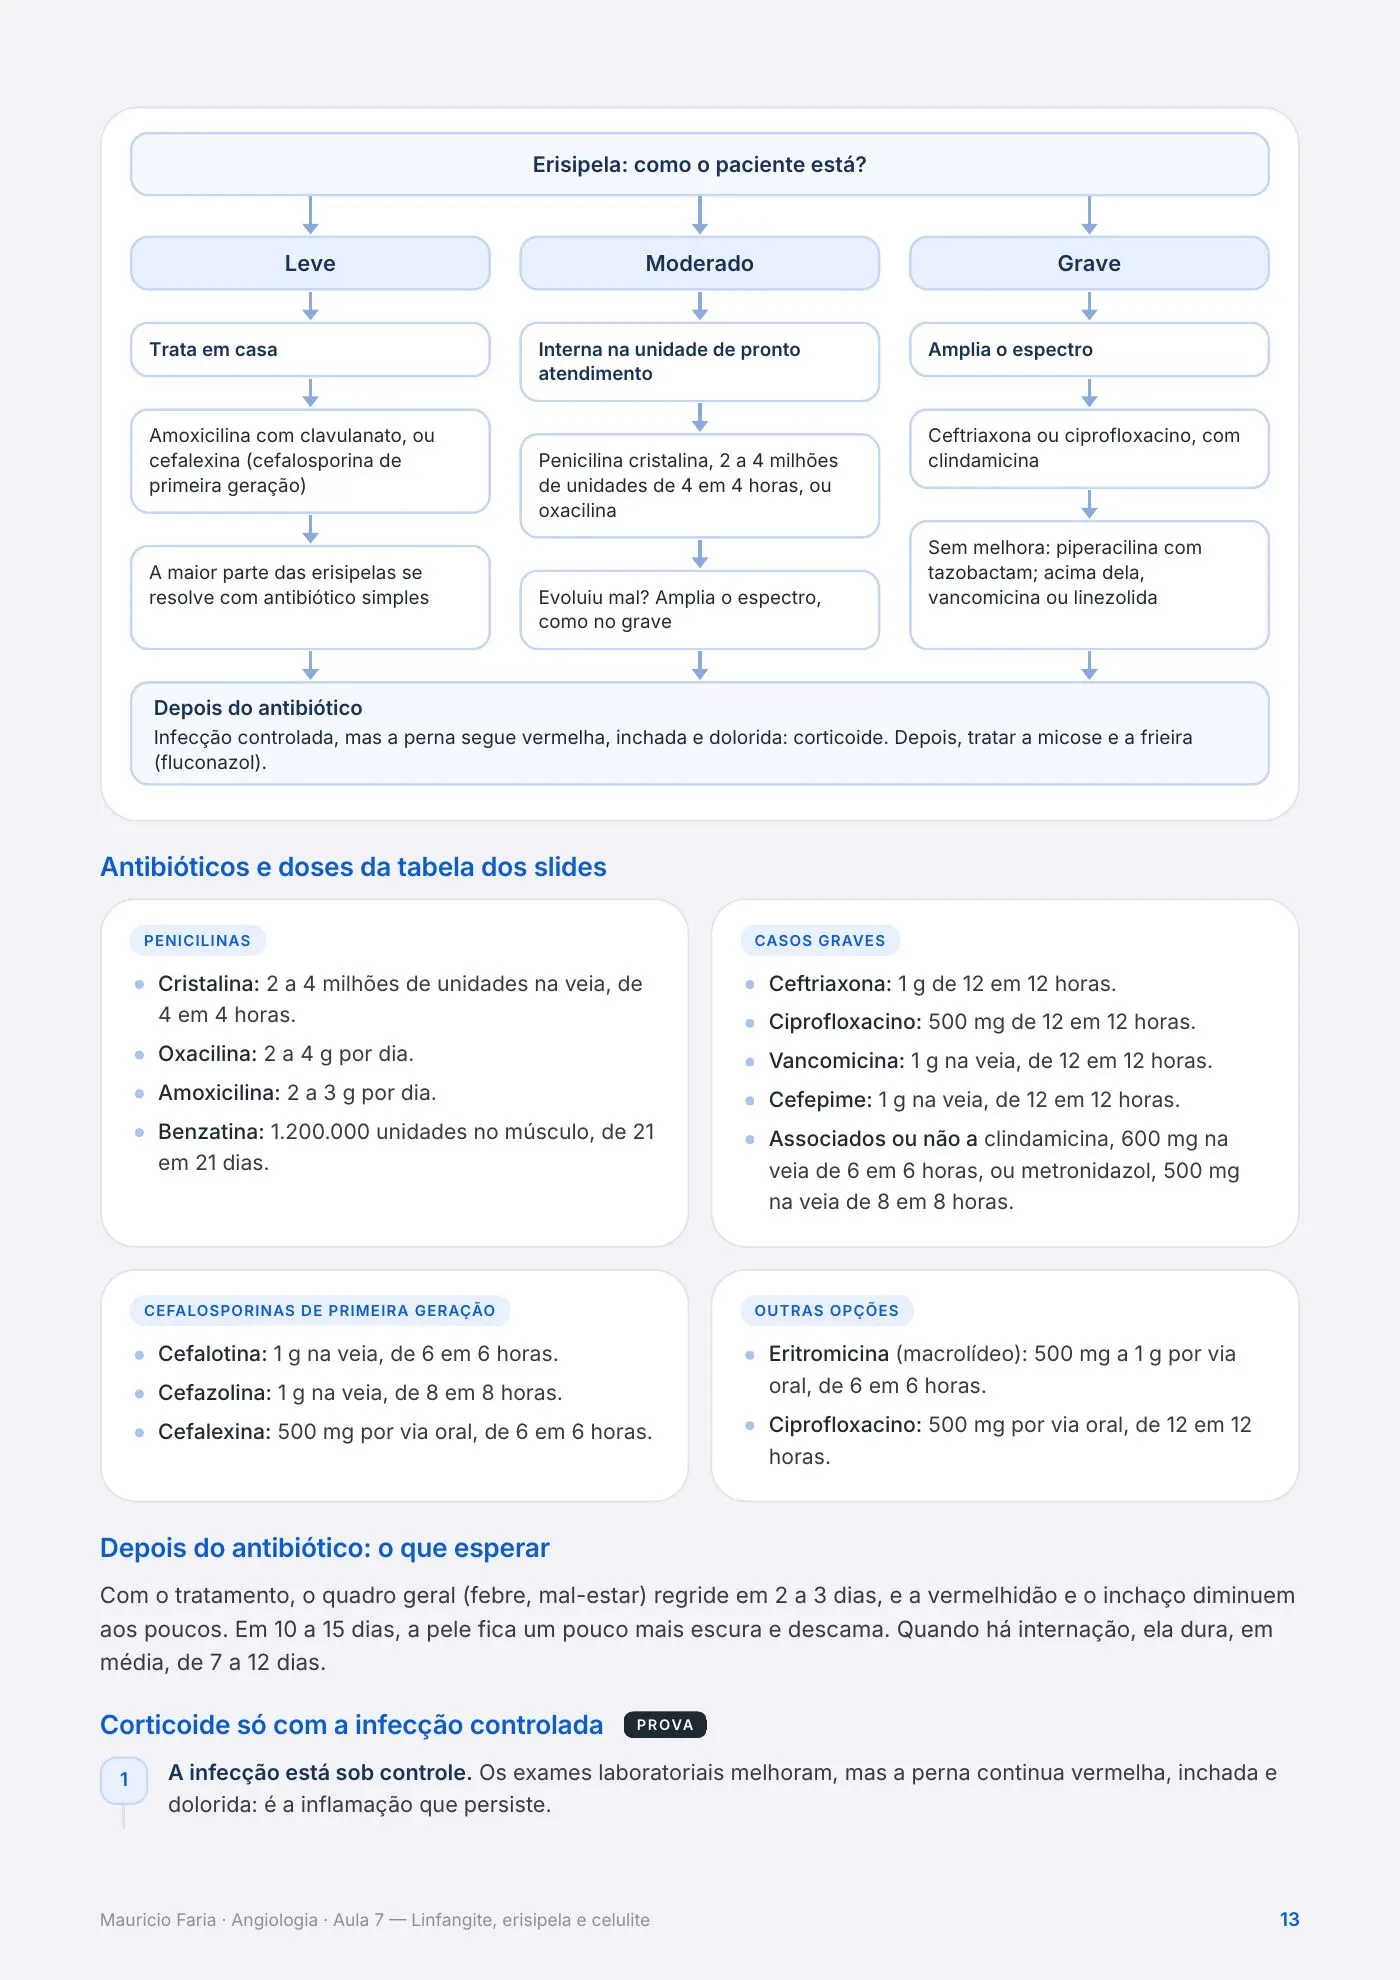 Erisipela: como o paciente está?
Leve
Trata em casa
Amoxicilina com clavulanato, ou
cefalexina (cefalosporina de
primeira geração)
A maior parte das erisipelas se
resolve com antibiótico simples
Moderado
Interna na unidade de pronto
atendimento
Penicilina cristalina, 2 a 4 milhões
de unidades de 4 em 4 horas, ou
oxacilina
Evoluiu mal? Amplia o espectro,
como no grave
Grave
Amplia o espectro
Ceftriaxona ou ciprofloxacino, com
clindamicina
Sem melhora: piperacilina com
tazobactam; acima dela,
vancomicina ou linezolida
Depois do antibiótico
Infecção controlada, mas a perna segue vermelha, inchada e dolorida: corticoide. Depois, tratar a micose e a frieira
(fluconazol).
Antibióticos e doses da tabela dos slides
PENICILINAS
Cristalina: 2 a 4 milhões de unidades na veia, de
4 em 4 horas.
Oxacilina: 2 a 4 g por dia.
Amoxicilina: 2 a 3 g por dia.
Benzatina: 1.200.000 unidades no músculo, de 21
em 21 dias.
CASOS GRAVES
Ceftriaxona: 1 g de 12 em 12 horas.
Ciprofloxacino: 500 mg de 12 em 12 horas.
Vancomicina: 1 g na veia, de 12 em 12 horas.
Cefepime: 1 g na veia, de 12 em 12 horas.
Associados ou não a clindamicina, 600 mg na
veia de 6 em 6 horas, ou metronidazol, 500 mg
na veia de 8 em 8 horas.
CEFALOSPORINAS DE PRIMEIRA GERAÇÃO
Cefalotina: 1 g na veia, de 6 em 6 horas.
Cefazolina: 1 g na veia, de 8 em 8 horas.
Cefalexina: 500 mg por via oral, de 6 em 6 horas.
OUTRAS OPÇÕES
Eritromicina (macrolídeo): 500 mg a 1 g por via
oral, de 6 em 6 horas.
Ciprofloxacino: 500 mg por via oral, de 12 em 12
horas.
Depois do antibiótico: o que esperar
Com o tratamento, o quadro geral (febre, mal-estar) regride em 2 a 3 dias, e a vermelhidão e o inchaço diminuem
aos poucos. Em 10 a 15 dias, a pele fica um pouco mais escura e descama. Quando há internação, ela dura, em
média, de 7 a 12 dias.
Corticoide só com a infecção controlada PROVA
1 A infecção está sob controle. Os exames laboratoriais melhoram, mas a perna continua vermelha, inchada e
dolorida: é a inflamação que persiste.
Mauricio Faria · Angiologia · Aula 7 — Linfangite, erisipela e celulite 13